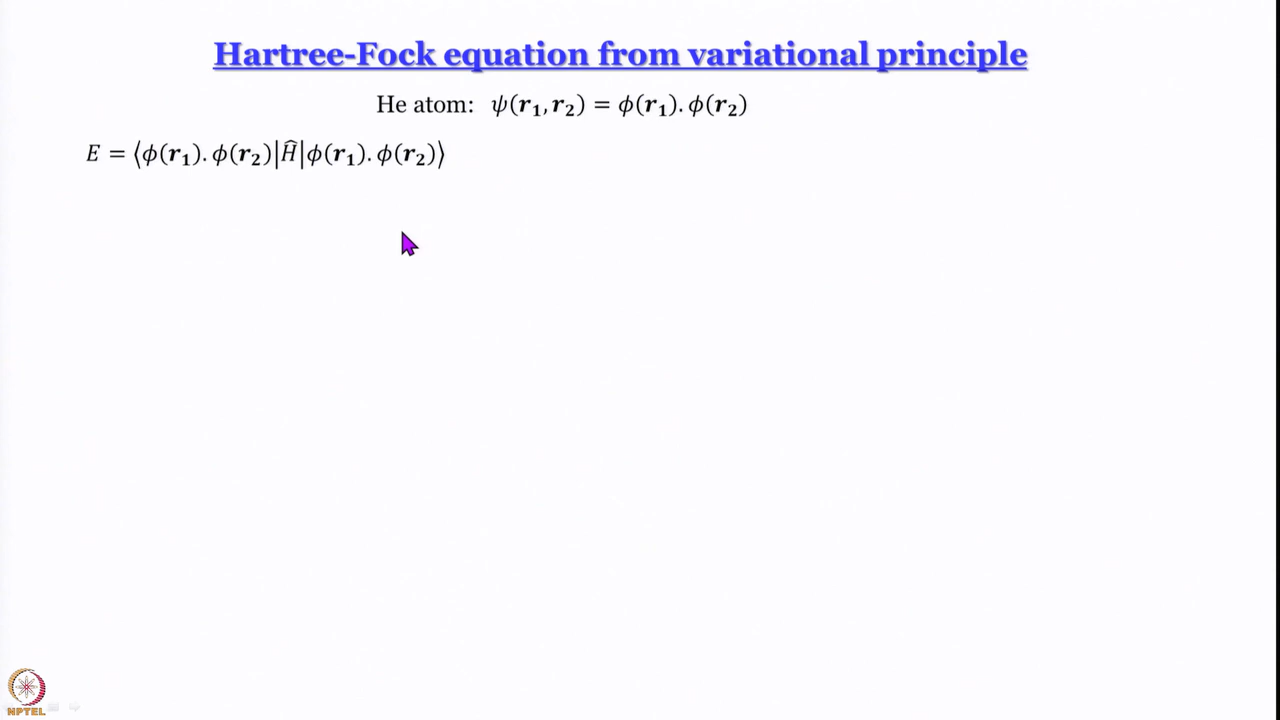 Hartree-Fock equation from variational principle
He atom: ψ(r₁, r₂) = ϕ(r₁). ϕ(r₂)
E = ⟨ϕ(r₁). ϕ(r₂)|Ĥ|ϕ(r₁). ϕ(r₂)⟩
NPTEL